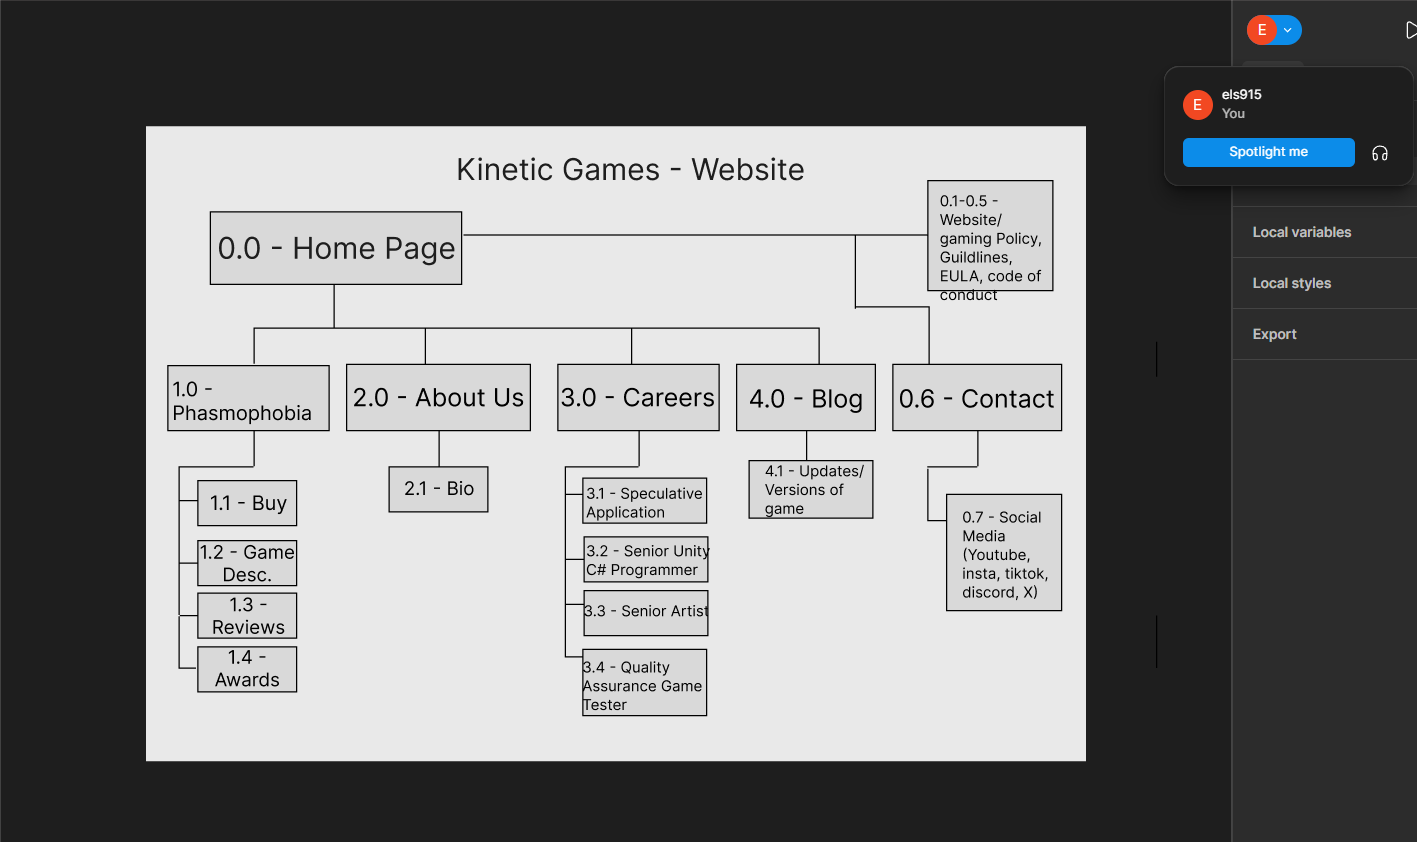 E
els915
E
You
Spotlight me
Local variables
Local styles
Export
Kinetic Games - Website
0.0 - Home Page
0.1-0.5 -
Website/
gaming Policy,
Guildlines,
EULA, code of
conduct
1.0 -
Phasmophobia
2.0 - About Us
3.0 - Careers
4.0 - Blog
0.6 - Contact
1.1 - Buy
1.2 - Game
Desc.
1.3 -
Reviews
1.4 -
Awards
2.1 - Bio
3.1 - Speculative
Application
3.2 - Senior Unity
C# Programmer
3.3 - Senior Artist
3.4 - Quality
Assurance Game
Tester
4.1 - Updates/
Versions of
game
0.7 - Social
Media
(Youtube,
insta, tiktok,
discord, X)